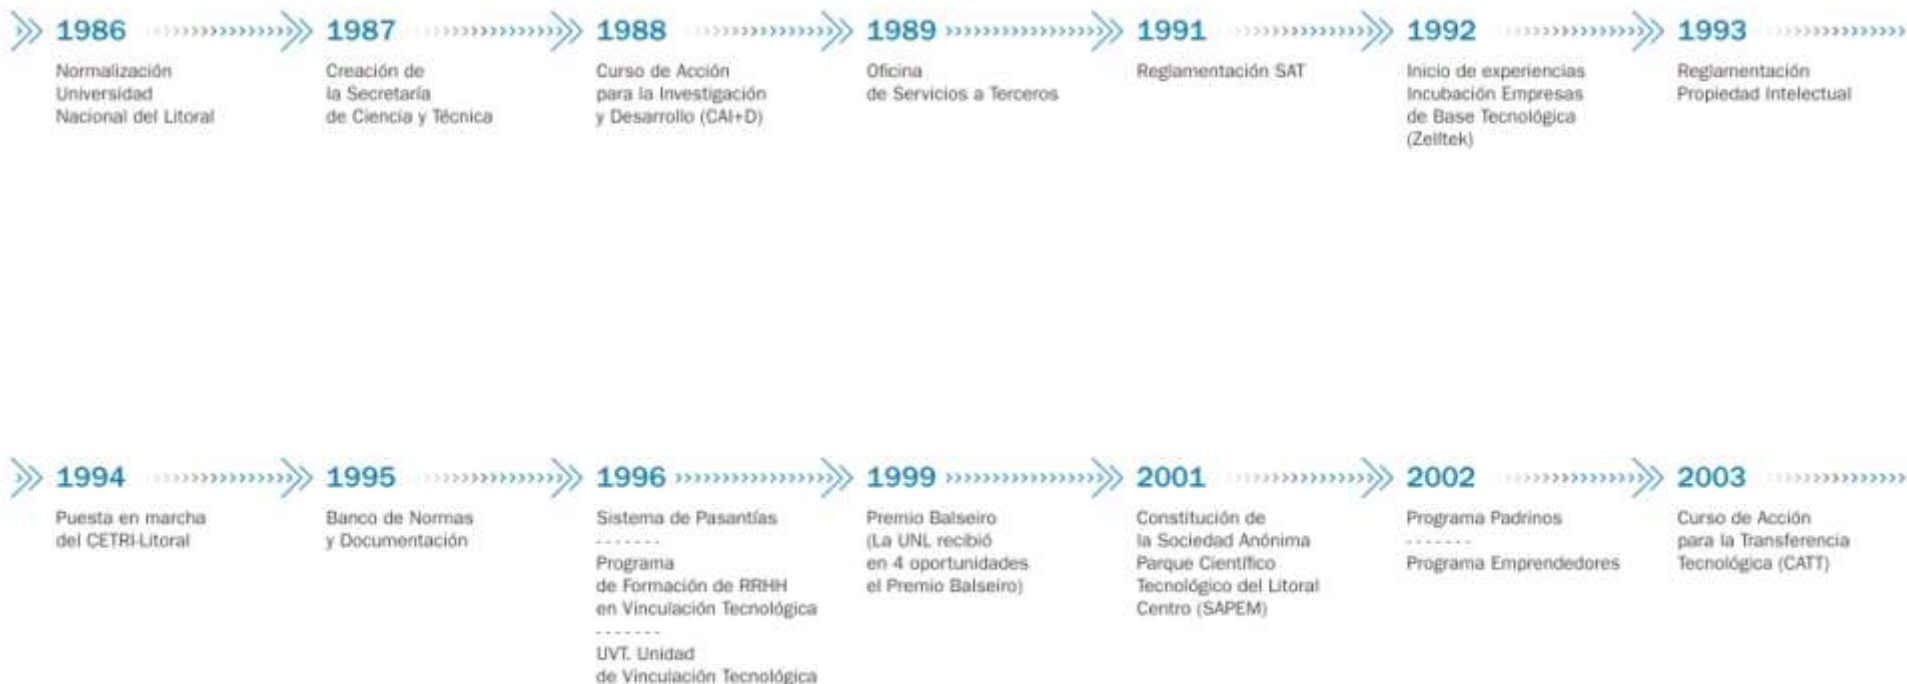 1986
Normalización
Universidad
Nacional del Litoral
1987
Creación de
la Secretaría
de Ciencia y Técnica
1988
Curso de Acción
para la Investigación
y Desarrollo (CAI+D)
1989
Oficina
de Servicios a Terceros
1991
Reglamentación SAT
1992
Inicio de experiencias
Incubación Empresas
de Base Tecnológica
(Zelltek)
1993
Reglamentación
Propiedad Intelectual
1994
Puesta en marcha
del CETRI-Litoral
1995
Banco de Normas
y Documentación
1996
Sistema de Pasantías
-------
Programa
de Formación de RRHH
en Vinculación Tecnológica
-------
UVT. Unidad
de Vinculación Tecnológica
1999
Premio Balseiro
(La UNL recibió
en 4 oportunidades
el Premio Balseiro)
2001
Constitución de
la Sociedad Anónima
Parque Científico
Tecnológico del Litoral
Centro (SAPEM)
2002
Programa Padrinos
-------
Programa Emprendedores
2003
Curso de Acción
para la Transferencia
Tecnológica (CATT)